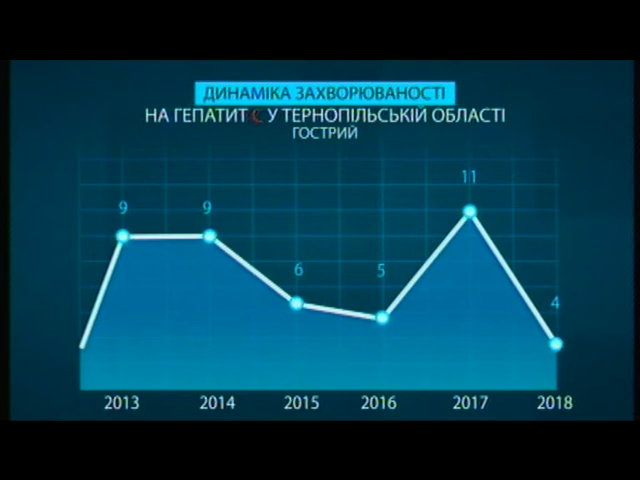 ДИНАМІКА ЗАХВОРЮВАНОСТІ
НА ГЕПАТИТ С У ТЕРНОПІЛЬСЬКІЙ ОБЛАСТІ
ГОСТРИЙ
9 9 6 5 11 4
2013 2014 2015 2016 2017 2018